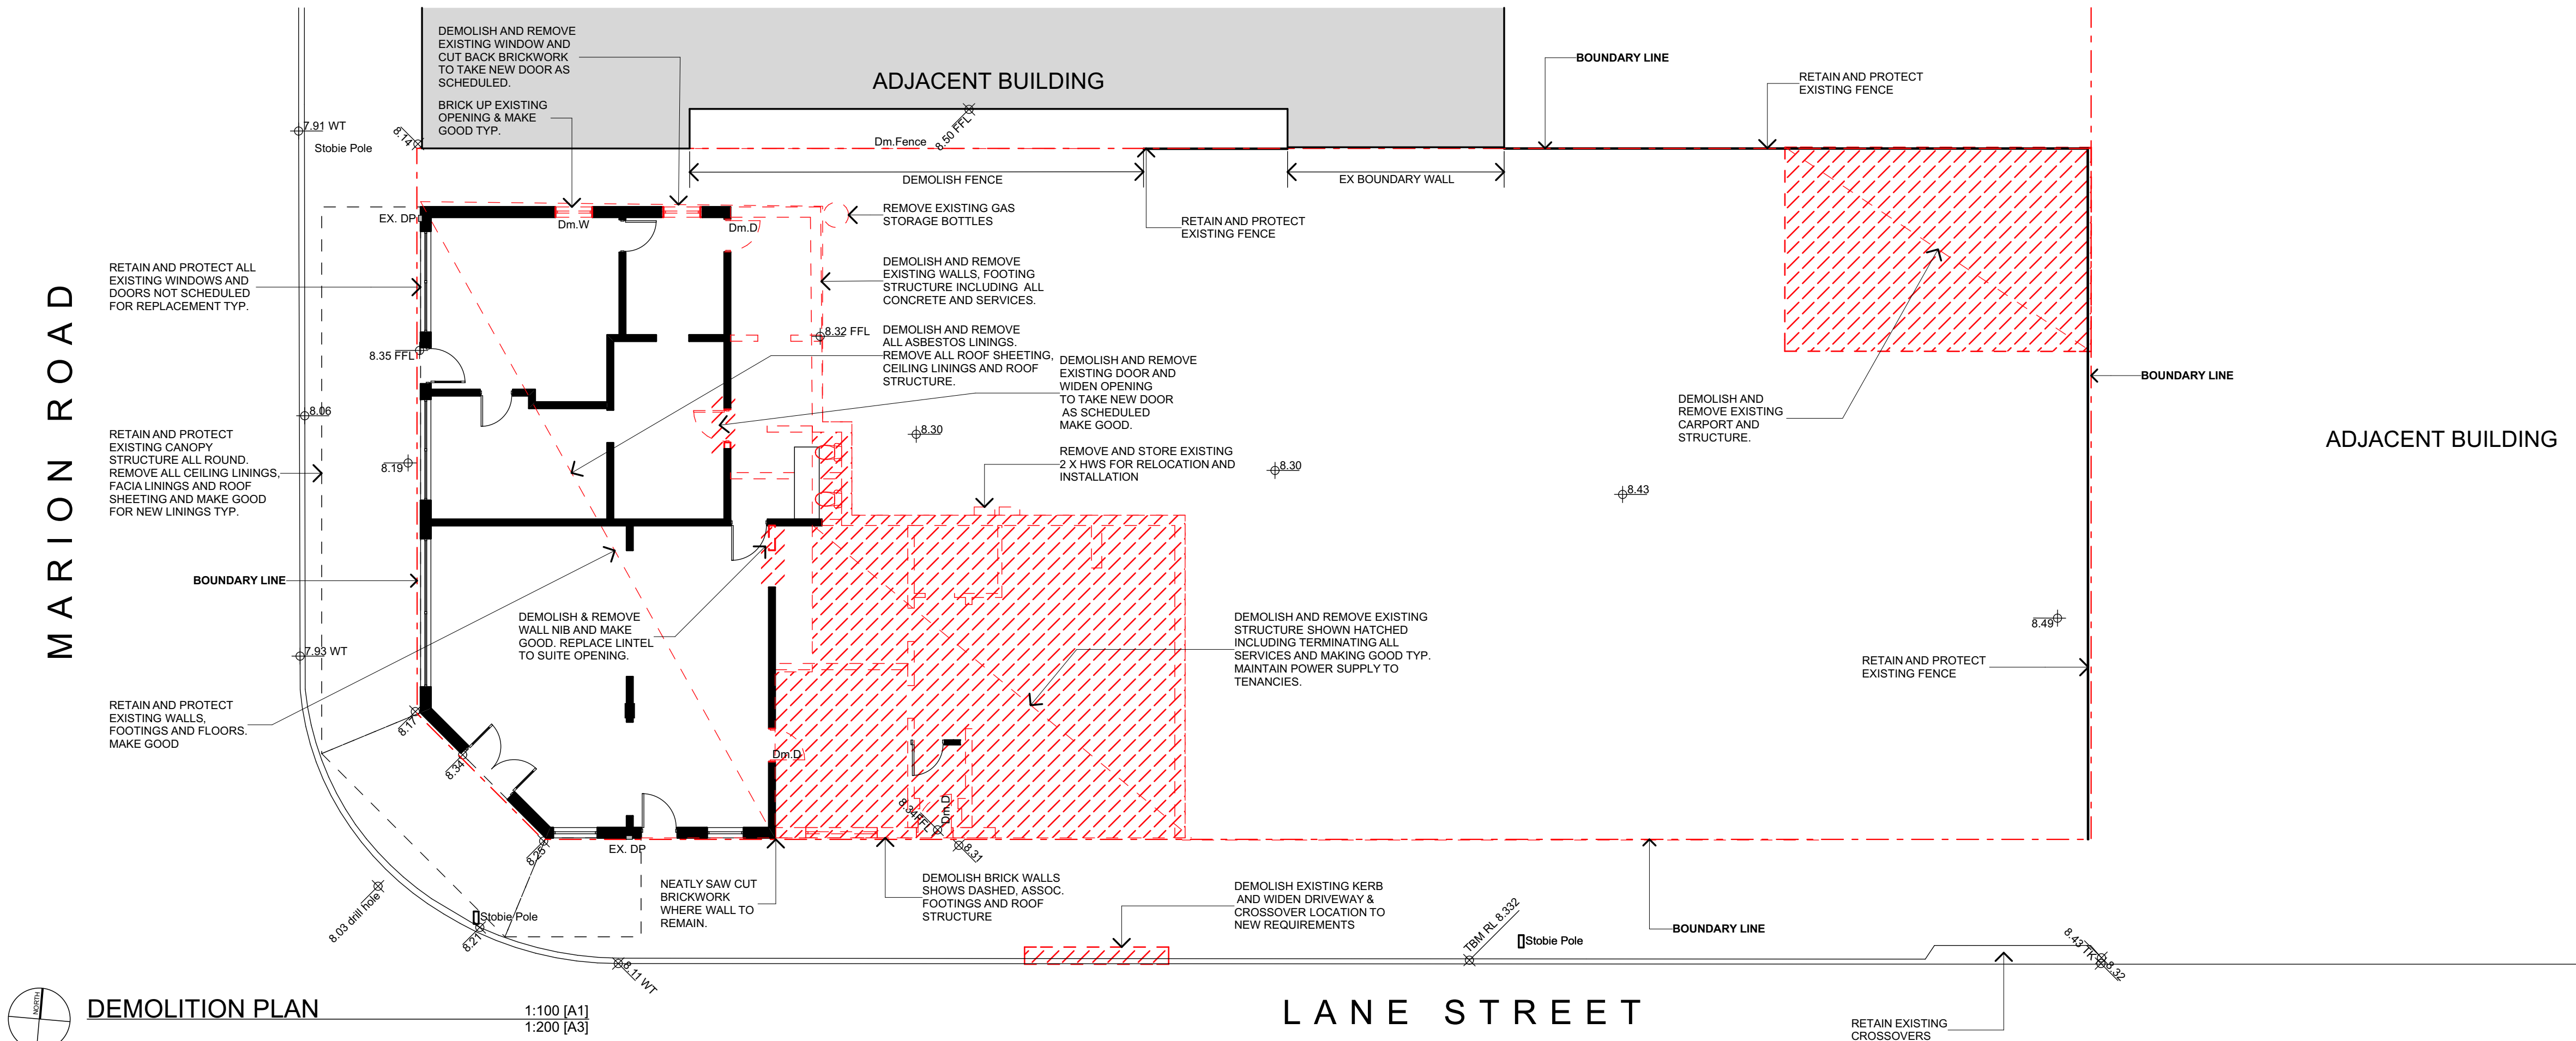 DEMOLISH AND REMOVE
EXISTING WINDOW AND
CUT BACK BRICKWORK
TO TAKE NEW DOOR AS
SCHEDULED.
BRICK UP EXISTING
OPENING & MAKE
GOOD TYP.
ADJACENT BUILDING
BOUNDARY LINE
RETAIN AND PROTECT
EXISTING FENCE
7.91 WT
Stobie Pole
8.14
Dm.Fence
8.50 FFL
DEMOLISH FENCE
EX BOUNDARY WALL
EX. DP
Dm.W
Dm.D
REMOVE EXISTING GAS
STORAGE BOTTLES
RETAIN AND PROTECT
EXISTING FENCE
RETAIN AND PROTECT ALL
EXISTING WINDOWS AND
DOORS NOT SCHEDULED
FOR REPLACEMENT TYP.
DEMOLISH AND REMOVE
EXISTING WALLS, FOOTING
STRUCTURE INCLUDING ALL
CONCRETE AND SERVICES.
8.32 FFL
DEMOLISH AND REMOVE
ALL ASBESTOS LININGS.
REMOVE ALL ROOF SHEETING,
CEILING LININGS AND ROOF
STRUCTURE.
8.35 FFL
DEMOLISH AND REMOVE
EXISTING DOOR AND
WIDEN OPENING
TO TAKE NEW DOOR
AS SCHEDULED
MAKE GOOD.
BOUNDARY LINE
MARION ROAD
8.06
DEMOLISH AND
REMOVE EXISTING
CARPORT AND
STRUCTURE.
ADJACENT BUILDING
RETAIN AND PROTECT
EXISTING CANOPY
STRUCTURE ALL ROUND.
REMOVE ALL CEILING LININGS,
FACIA LININGS AND ROOF
SHEETING AND MAKE GOOD
FOR NEW LININGS TYP.
8.19
8.30
REMOVE AND STORE EXISTING
2 X HWS FOR RELOCATION AND
INSTALLATION
8.30
8.43
BOUNDARY LINE
DEMOLISH & REMOVE
WALL NIB AND MAKE
GOOD. REPLACE LINTEL
TO SUITE OPENING.
DEMOLISH AND REMOVE EXISTING
STRUCTURE SHOWN HATCHED
INCLUDING TERMINATING ALL
SERVICES AND MAKING GOOD TYP.
MAINTAIN POWER SUPPLY TO
TENANCIES.
8.49
7.93 WT
RETAIN AND PROTECT
EXISTING FENCE
RETAIN AND PROTECT
EXISTING WALLS,
FOOTINGS AND FLOORS.
MAKE GOOD
8.17
8.34
Dm.D
8.34FFL
Dm.D
8.25
EX. DP
8.31
NEATLY SAW CUT
BRICKWORK
WHERE WALL TO
REMAIN.
DEMOLISH BRICK WALLS
SHOWS DASHED, ASSOC.
FOOTINGS AND ROOF
STRUCTURE
DEMOLISH EXISTING KERB
AND WIDEN DRIVEWAY &
CROSSOVER LOCATION TO
NEW REQUIREMENTS
8.03 drill hole
Stobie Pole
8.21
8.11 WT
TBM RL 8.332
Stobie Pole
BOUNDARY LINE
8.43 TK
8.32
NORTH
DEMOLITION PLAN
1:100 [A1]
1:200 [A3]
LANE STREET
RETAIN EXISTING
CROSSOVERS